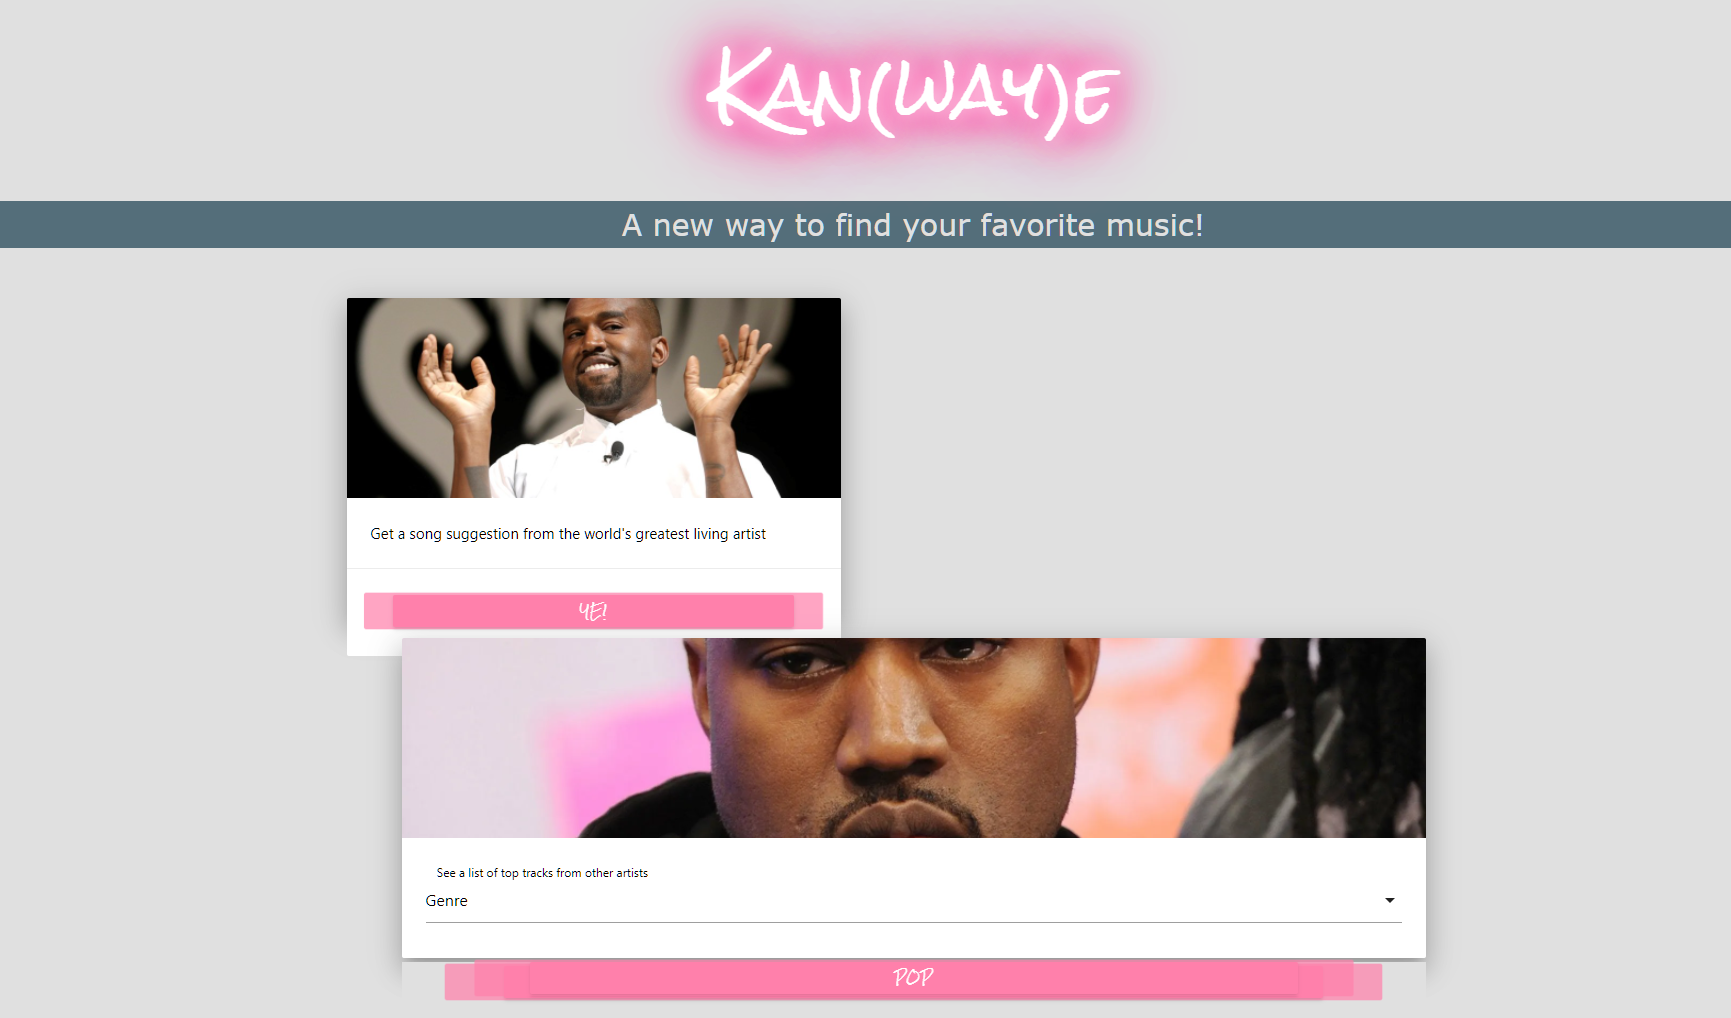 Kan(way)e
A new way to find your favorite music!
Get a song suggestion from the world's greatest living artist
YE!
See a list of top tracks from other artists
Genre
POP